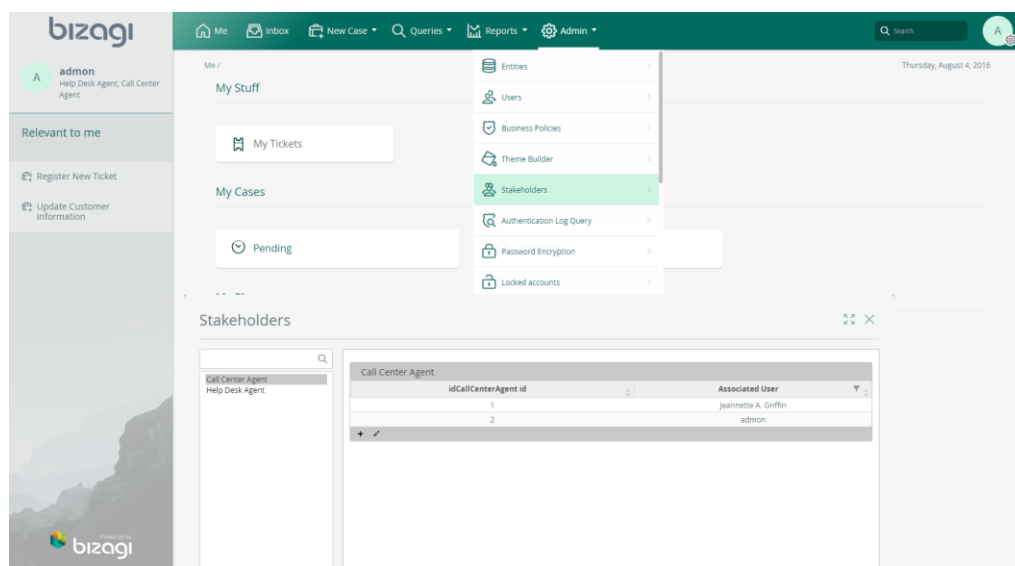 bizagi
Me
Inbox
New Case
Queries
Reports
Admin
Search
A
A
admon
Help Desk Agent, Call Center
Agent
Relevant to me
Register New Ticket
Update Customer
information
Powered by
bizagi
Me /
Thursday, August 4, 2016
My Stuff
My Tickets
My Cases
Pending
Entities
Users
Business Policies
Theme Builder
Stakeholders
Authentication Log Query
Password Encryption
Locked accounts
Stakeholders
Call Center Agent
Help Desk Agent
Call Center Agent
idCallCenterAgent id
Associated User
1
Jeannette A. Griffin
2
admon